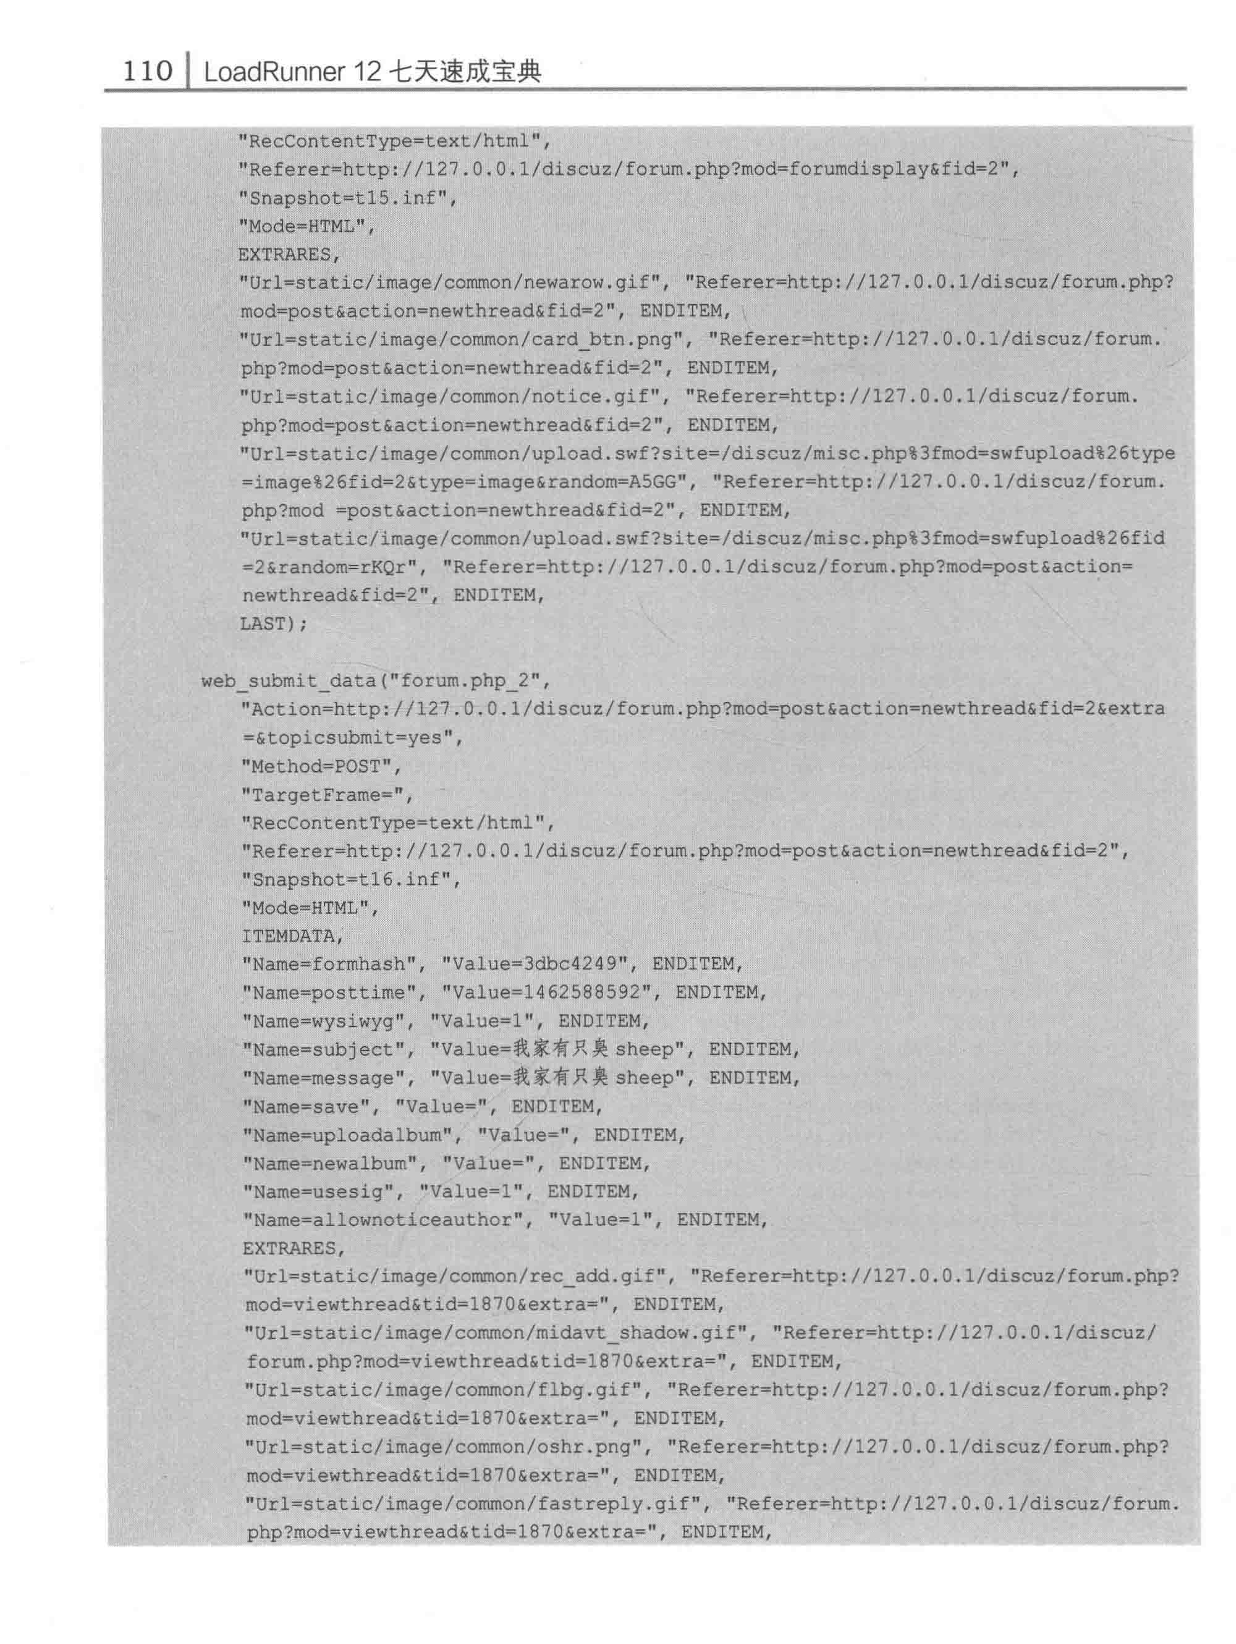 110 LoadRunner 12 七天速成宝典
"RecContentType=text/html",
"Referer=http://127.0.0.1/discuz/forum.php?mod=forumdisplay&fid=2",
"Snapshot=t15.inf",
"Mode=HTML",
EXTRARES,
"Url=static/image/common/newarow.gif", "Referer=http://127.0.0.1/discuz/forum.php?
mod=post&action=newthread&fid=2", ENDITEM,
"Url=static/image/common/card_btn.png", "Referer=http://127.0.0.1/discuz/forum.
php?mod=post&action=newthread&fid=2", ENDITEM,
"Url=static/image/common/notice.gif", "Referer=http://127.0.0.1/discuz/forum.
php?mod=post&action=newthread&fid=2", ENDITEM,
"Url=static/image/common/upload.swf?site=/discuz/misc.php%3fmod=swfupload%26type
=image%26fid=2&type=image&random=A5GG", "Referer=http://127.0.0.1/discuz/forum.
php?mod =post&action=newthread&fid=2", ENDITEM,
"Url=static/image/common/upload.swf?site=/discuz/misc.php%3fmod=swfupload%26fid
=2&random=rKQr", "Referer=http://127.0.0.1/discuz/forum.php?mod=post&action=
newthread&fid=2", ENDITEM,
LAST);
web_submit_data("forum.php_2",
"Action=http://127.0.0.1/discuz/forum.php?mod=post&action=newthread&fid=2&extra
=&topicsubmit=yes",
"Method=POST",
"TargetFrame=",
"RecContentType=text/html",
"Referer=http://127.0.0.1/discuz/forum.php?mod=post&action=newthread&fid=2",
"Snapshot=t16.inf",
"Mode=HTML",
ITEMDATA,
"Name=formhash", "Value=3dbc4249", ENDITEM,
"Name=posttime", "Value=1462588592", ENDITEM,
"Name=wysiwyg", "Value=1", ENDITEM,
"Name=subject", "Value=我家有只臭 sheep", ENDITEM,
"Name=message", "Value=我家有只臭 sheep", ENDITEM,
"Name=save", "Value=", ENDITEM,
"Name=uploadalbum", "Value=", ENDITEM,
"Name=newalbum", "Value=", ENDITEM,
"Name=usesig", "Value=1", ENDITEM,
"Name=allownoticeauthor", "Value=1", ENDITEM,
EXTRARES,
"Url=static/image/common/rec_add.gif", "Referer=http://127.0.0.1/discuz/forum.php?
mod=viewthread&tid=1870&extra=", ENDITEM,
"Url=static/image/common/midavt_shadow.gif", "Referer=http://127.0.0.1/discuz/
forum.php?mod=viewthread&tid=1870&extra=", ENDITEM,
"Url=static/image/common/flbg.gif", "Referer=http://127.0.0.1/discuz/forum.php?
mod=viewthread&tid=1870&extra=", ENDITEM,
"Url=static/image/common/oshr.png", "Referer=http://127.0.0.1/discuz/forum.php?
mod=viewthread&tid=1870&extra=", ENDITEM,
"Url=static/image/common/fastreply.gif", "Referer=http://127.0.0.1/discuz/forum.
php?mod=viewthread&tid=1870&extra=", ENDITEM,